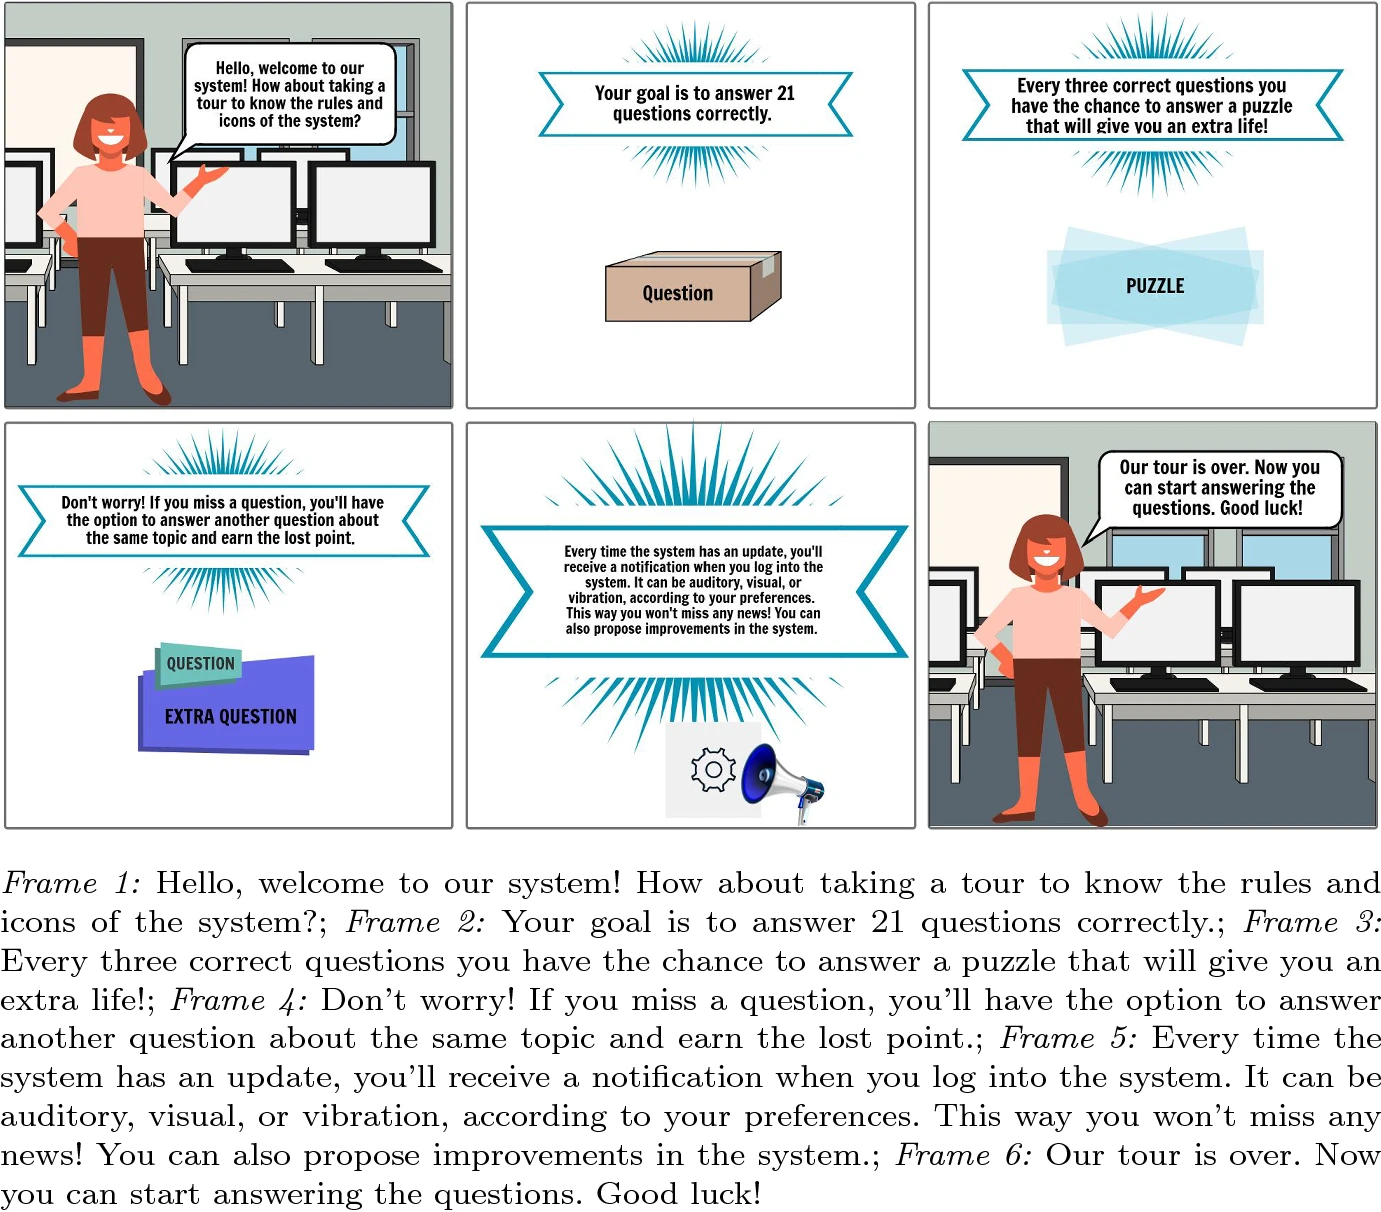 Hello, welcome to our
system! How about taking a
tour to know the rules and
icons of the system?
Your goal is to answer 21
questions correctly.
Question
Every three correct questions you
have the chance to answer a puzzle
that will give you an extra life!
PUZZLE
Don't worry! If you miss a question, you'll have
the option to answer another question about
the same topic and earn the lost point.
QUESTION
EXTRA QUESTION
Every time the system has an update, you'll
receive a notification when you log into the
system. It can be auditory, visual, or
vibration, according to your preferences.
This way you won't miss any news! You can
also propose improvements in the system.
Our tour is over. Now you
can start answering the
questions. Good luck!
Frame 1: Hello, welcome to our system! How about taking a tour to know the rules and
icons of the system?; Frame 2: Your goal is to answer 21 questions correctly.; Frame 3:
Every three correct questions you have the chance to answer a puzzle that will give you an
extra life!; Frame 4: Don't worry! If you miss a question, you'll have the option to answer
another question about the same topic and earn the lost point.; Frame 5: Every time the
system has an update, you'll receive a notification when you log into the system. It can be
auditory, visual, or vibration, according to your preferences. This way you won't miss any
news! You can also propose improvements in the system.; Frame 6: Our tour is over. Now
you can start answering the questions. Good luck!